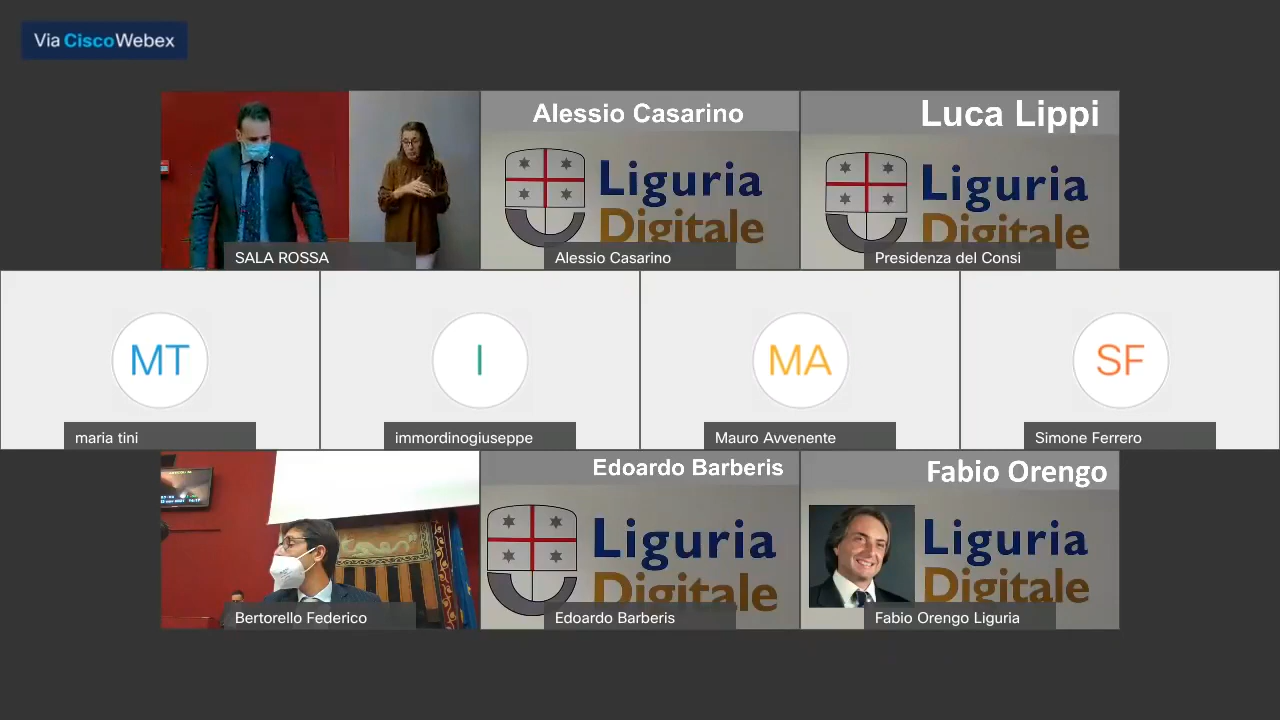 Via CiscoWebex
Alessio Casarino
Luca Lippi
Liguria
Digitale
Liguria
Digitale
SALA ROSSA
Alessio Casarino
Presidenza del Consi
MT
I
MA
SF
maria tini
immordinogiuseppe
Mauro Avvenente
Simone Ferrero
Edoardo Barberis
Fabio Orengo
Liguria
Digitale
Liguria
Digitale
Bertorello Federico
Edoardo Barberis
Fabio Orengo Liguria